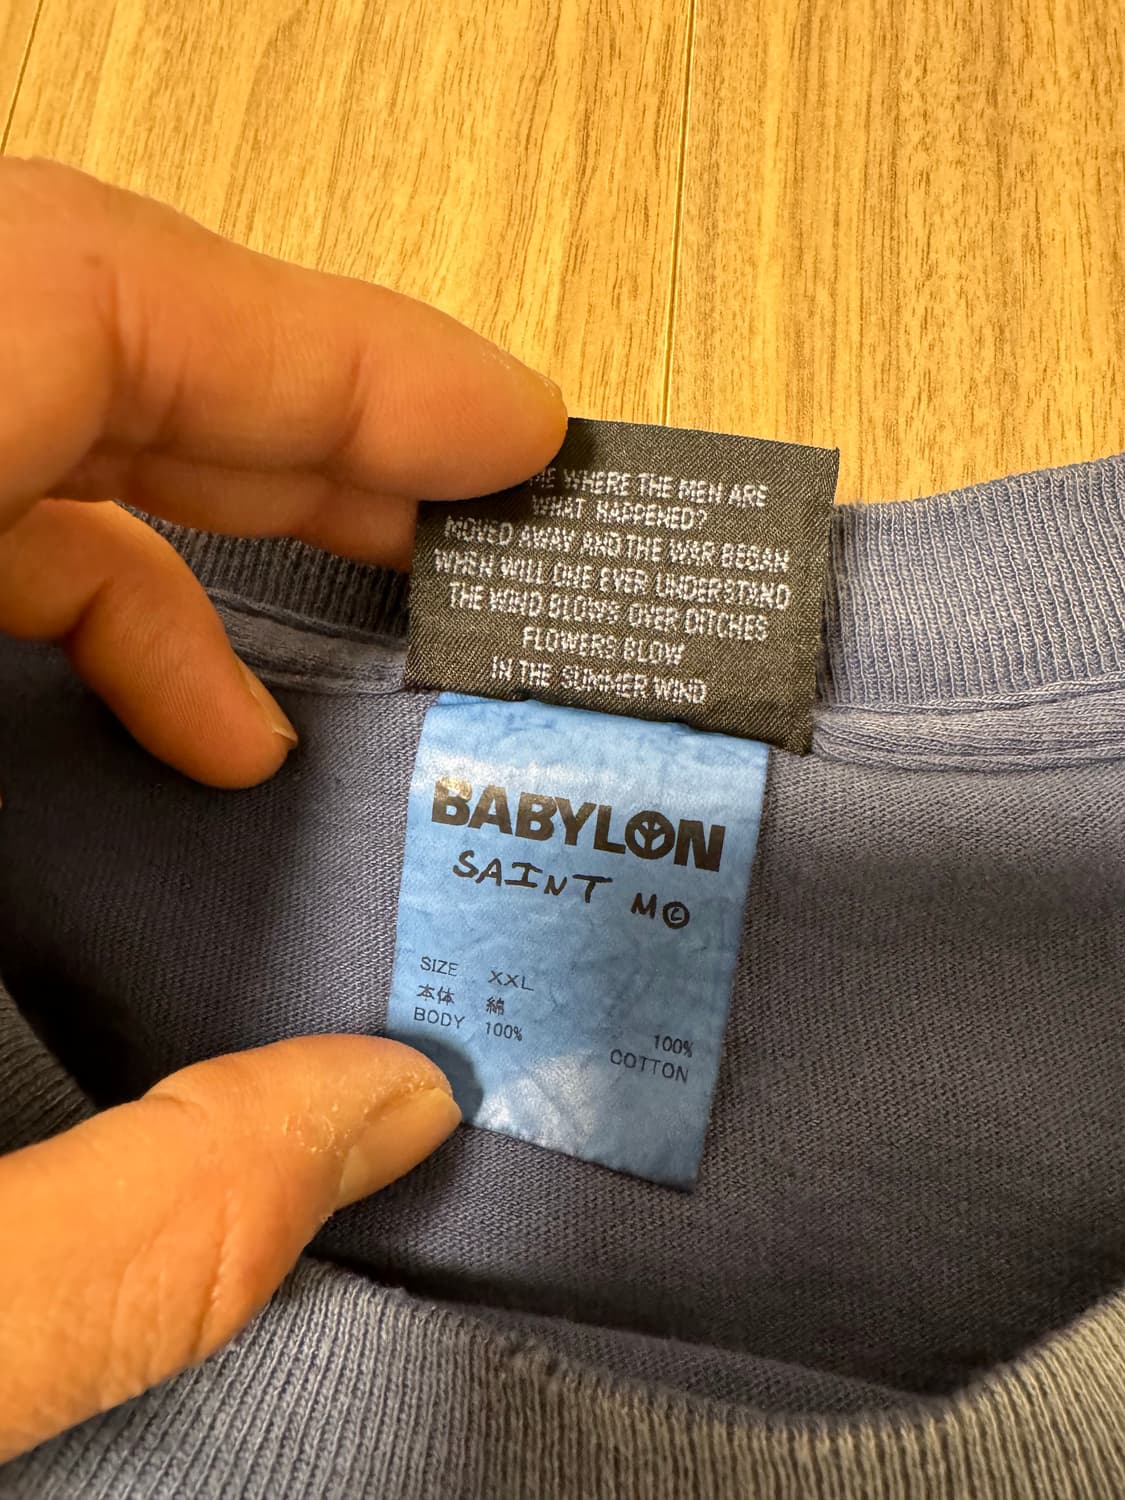 WHERE THE MEN ARE
WHAT HAPPENED?
MOVED AWAY AND THE WAR BEGAN
WHEN WILL ONE EVER UNDERSTAND
THE WIND BLOWS OVER DITCHES
FLOWERS BLOW
IN THE SUMMER WIND
BABYLON
SAINT M©
SIZE XXL
本体 綿
BODY 100%
100%
COTTON